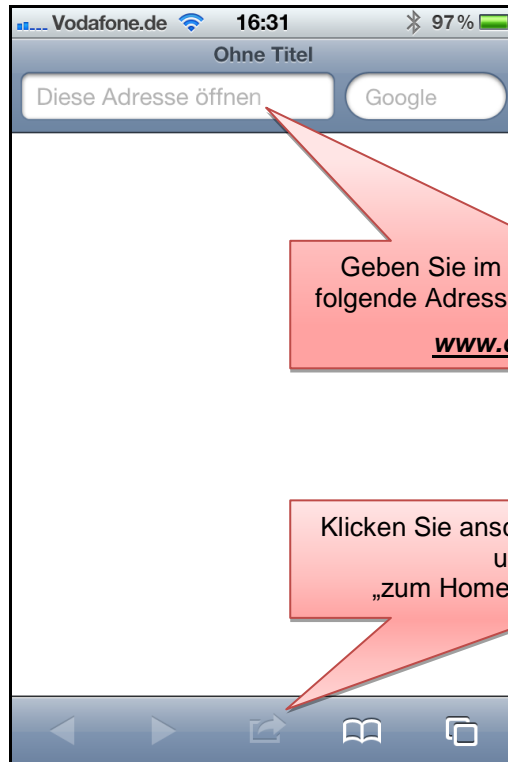 Vodafone.de 16:31 97%
Ohne Titel
Diese Adresse öffnen Google
Geben Sie im
folgende Adress
www.
Klicken Sie ansc
u
„zum Home